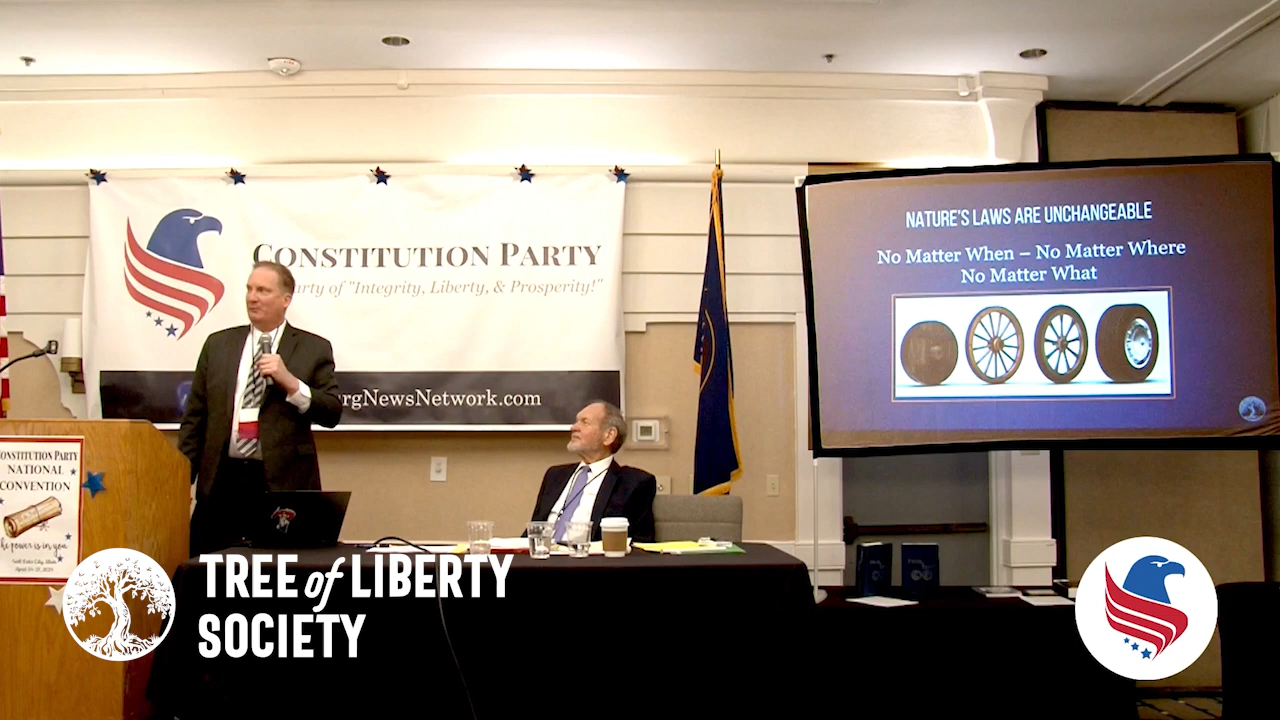 CONSTITUTION PARTY
arty of "Integrity, Liberty, & Prosperity!"
urgNewsNetwork.com
NATURE'S LAWS ARE UNCHANGEABLE
No Matter When – No Matter Where
No Matter What
CONSTITUTION PARTY
NATIONAL
CONVENTION
he power is in you
TREE of LIBERTY
SOCIETY